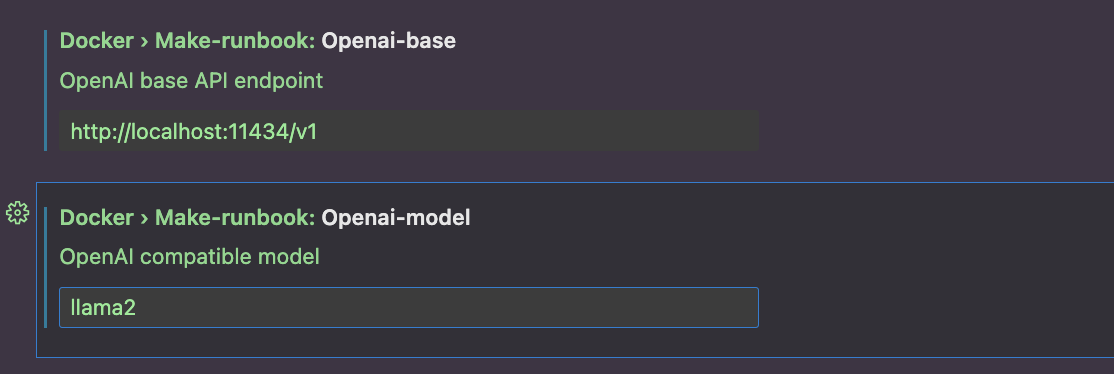 Docker › Make-runbook: Openai-base
OpenAI base API endpoint
http://localhost:11434/v1
Docker › Make-runbook: Openai-model
OpenAI compatible model
llama2